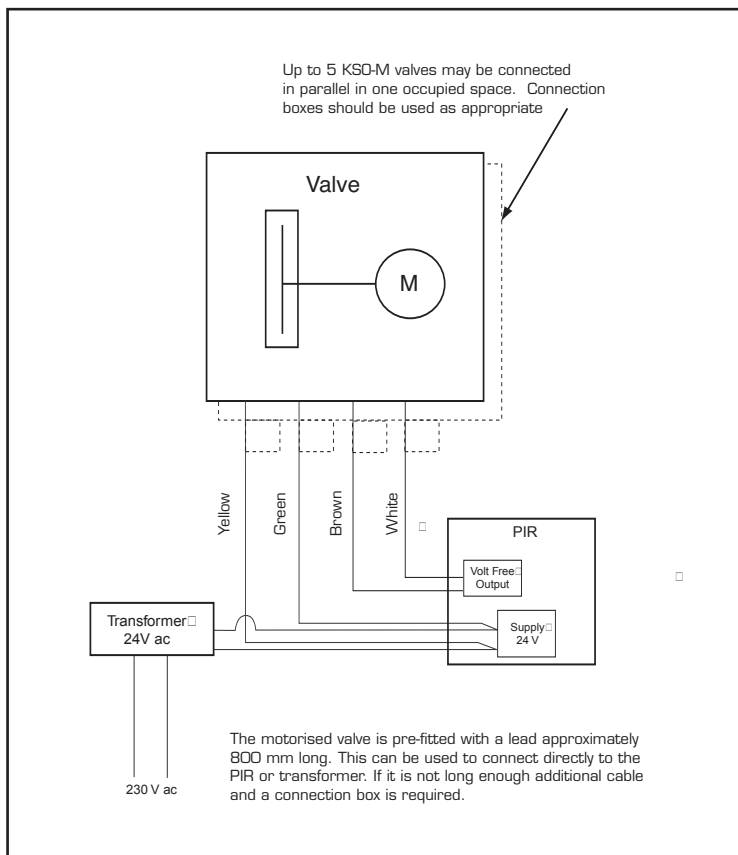 Up to 5 KSO-M valves may be connected
in parallel in one occupied space.  Connection
boxes should be used as appropriate
Valve
M
Yellow
Green
Brown
White
PIR
Volt Free
Output
Transformer
24V ac
Supply
24 V
The motorised valve is pre-fitted with a lead approximately
800 mm long. This can be used to connect directly to the
PIR or transformer. If it is not long enough additional cable
and a connection box is required.
230 V ac